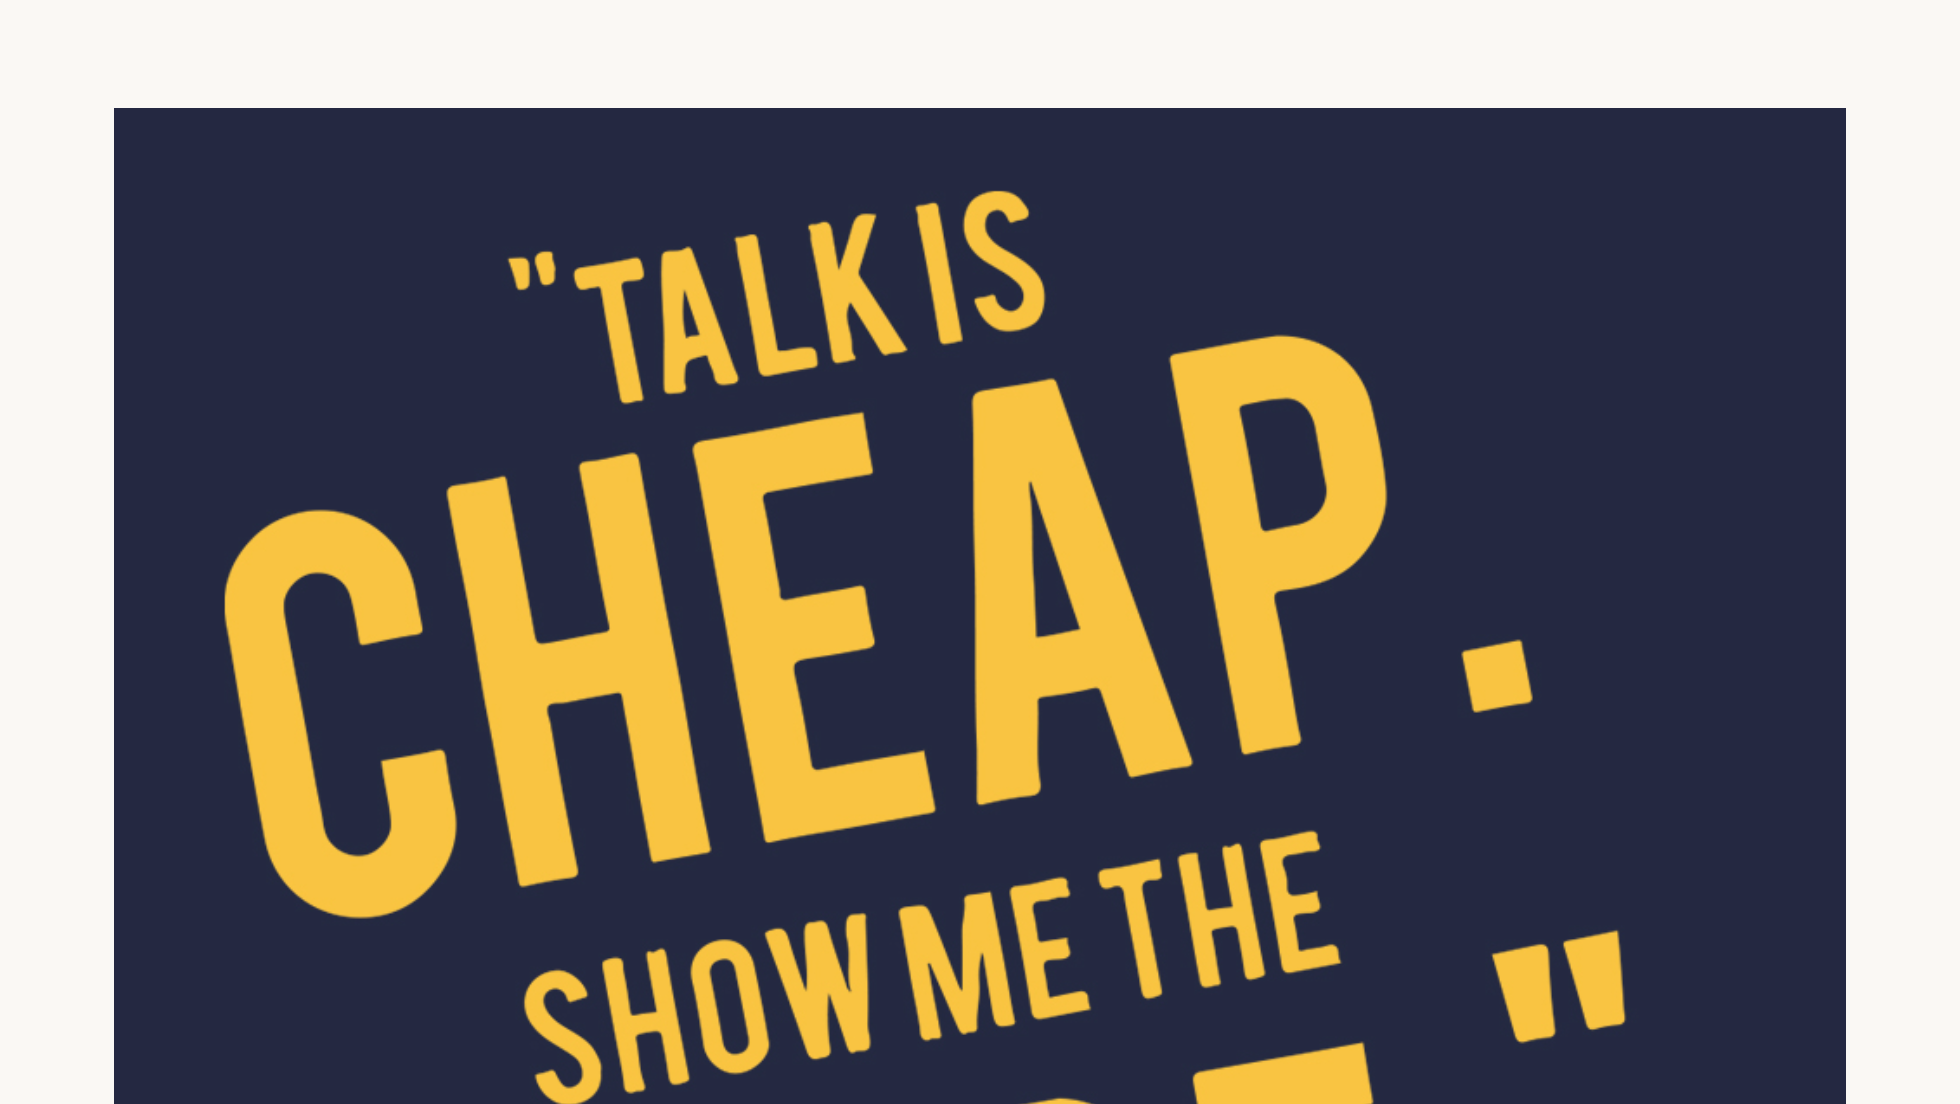 "TALK IS
CHEAP.
SHOW ME THE
"